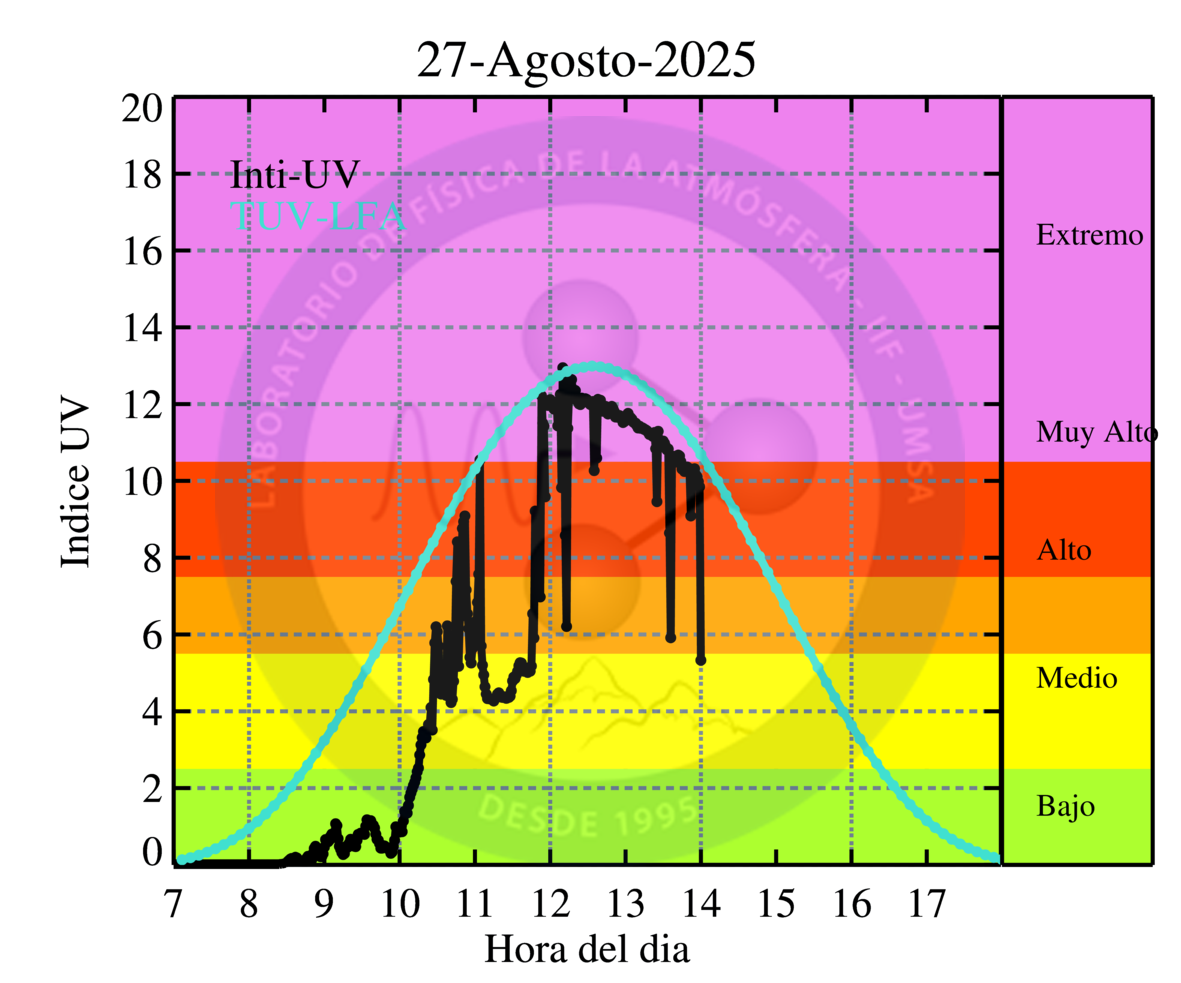 27-Agosto-2025
Indice UV
20
18
16
14
12
10
8
6
4
2
0
Inti-UV
TUV-LFA
LABORATORIO DE FÍSICA DE LA ATMÓSFERA - IIF - UMSA
DESDE 1995
Extremo
Muy Alto
Alto
Medio
Bajo
7 8 9 10 11 12 13 14 15 16 17
Hora del dia